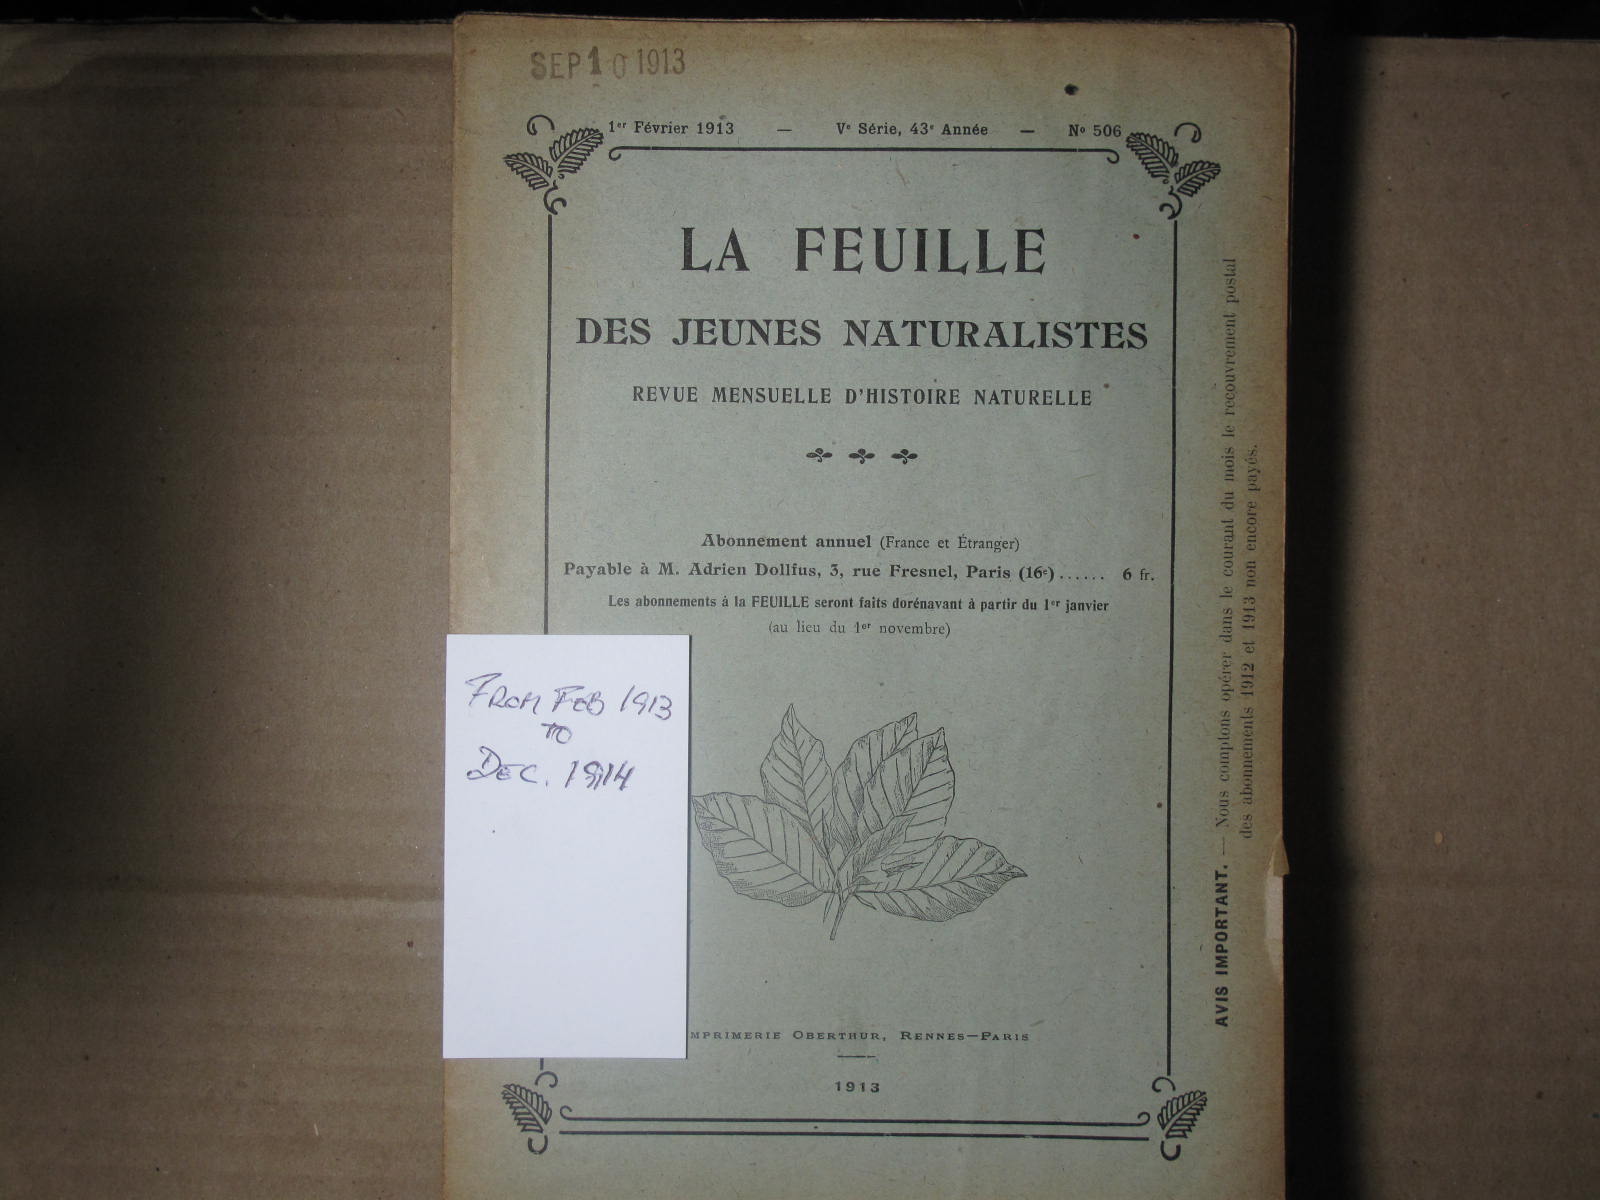 SEP 10 1913
1er Février 1913 — Ve Série, 43e Année — No 506
LA FEUILLE
DES JEUNES NATURALISTES
REVUE MENSUELLE D'HISTOIRE NATURELLE
Abonnement annuel (France et Étranger)
Payable à M. Adrien Dollfus, 3, rue Fresnel, Paris (16e)...... 6 fr.
Les abonnements à la FEUILLE seront faits dorénavant à partir du 1er janvier
(au lieu du 1er novembre)
FROM FEB 1913
TO
DEC. 1914
MPRIMERIE OBERTHUR, RENNES—PARIS
1913
AVIS IMPORTANT. — Nous comptons opérer dans le courant du mois le recouvrement postal
des abonnements 1912 et 1913 non encore payés.